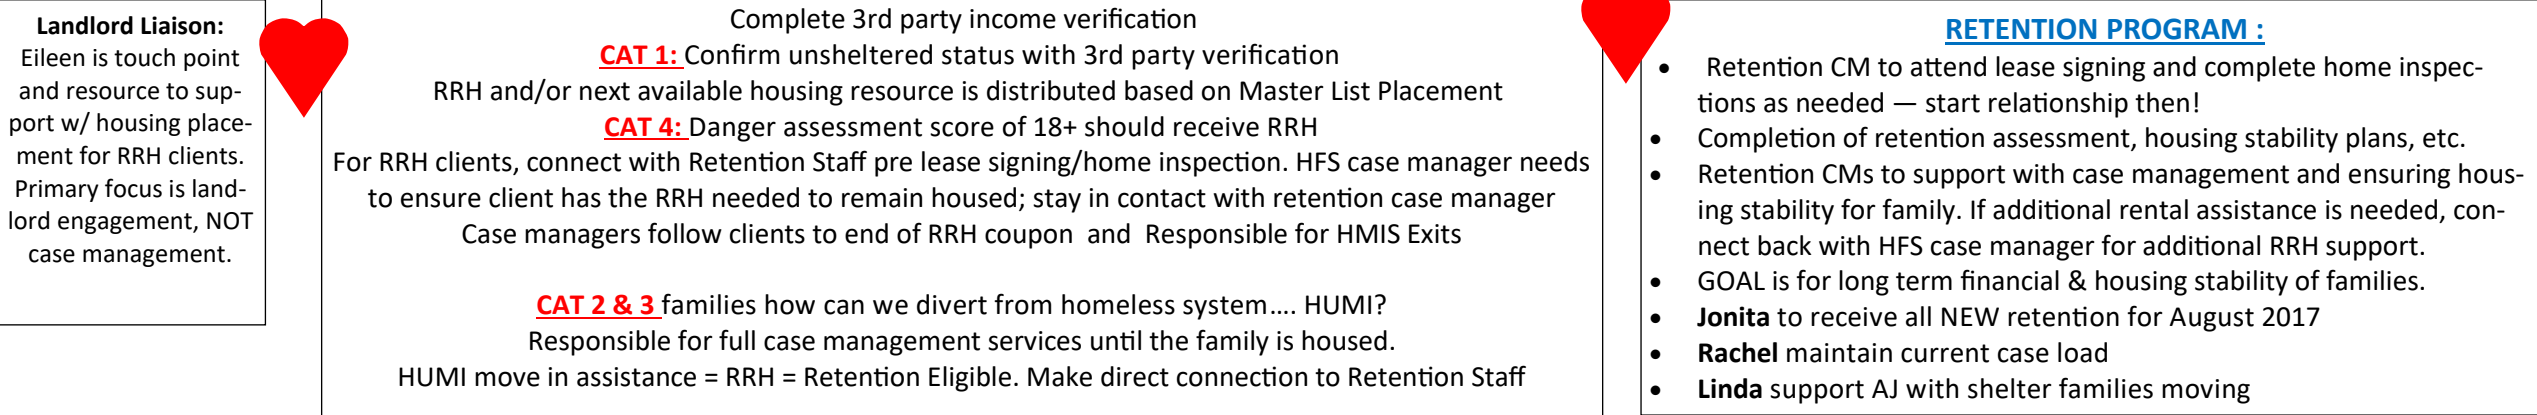 Landlord Liaison:
Eileen is touch point
and resource to sup-
port w/ housing place-
ment for RRH clients.
Primary focus is land-
lord engagement, NOT
case management.
Complete 3rd party income verification
CAT 1: Confirm unsheltered status with 3rd party verification
RRH and/or next available housing resource is distributed based on Master List Placement
CAT 4: Danger assessment score of 18+ should receive RRH
For RRH clients, connect with Retention Staff pre lease signing/home inspection. HFS case manager needs
to ensure client has the RRH needed to remain housed; stay in contact with retention case manager
Case managers follow clients to end of RRH coupon and Responsible for HMIS Exits
CAT 2 & 3 families how can we divert from homeless system.... HUMI?
Responsible for full case management services until the family is housed.
HUMI move in assistance = RRH = Retention Eligible. Make direct connection to Retention Staff
RETENTION PROGRAM :
• Retention CM to attend lease signing and complete home inspec-
tions as needed — start relationship then!
• Completion of retention assessment, housing stability plans, etc.
• Retention CMs to support with case management and ensuring hous-
ing stability for family. If additional rental assistance is needed, con-
nect back with HFS case manager for additional RRH support.
• GOAL is for long term financial & housing stability of families.
• Jonita to receive all NEW retention for August 2017
• Rachel maintain current case load
• Linda support AJ with shelter families moving